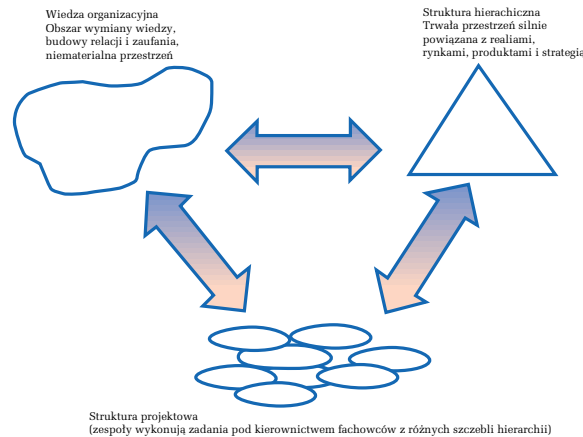 Wiedza organizacyjna
Obszar wymiany wiedzy,
budowy relacji i zaufania,
niematerialna przestrzeń
Struktura hierachiczna
Trwała przestrzeń silnie
powiązana z realiami,
rynkami, produktami i strategią
Struktura projektowa
(zespoły wykonują zadania pod kierownictwem fachowców z różnych szczebli hierarchii)